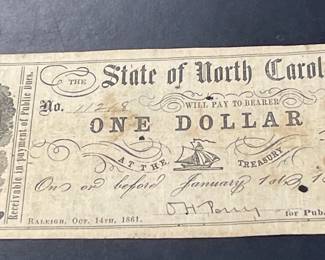 THE State of North Carol
No. 11248 WILL PAY TO BEARER
ONE DOLLAR
AT THE TREASURY
On or before January 1st
for Pub.
RALEIGH, OCT. 14TH, 1861.
Receivable in payment of Public Dues.